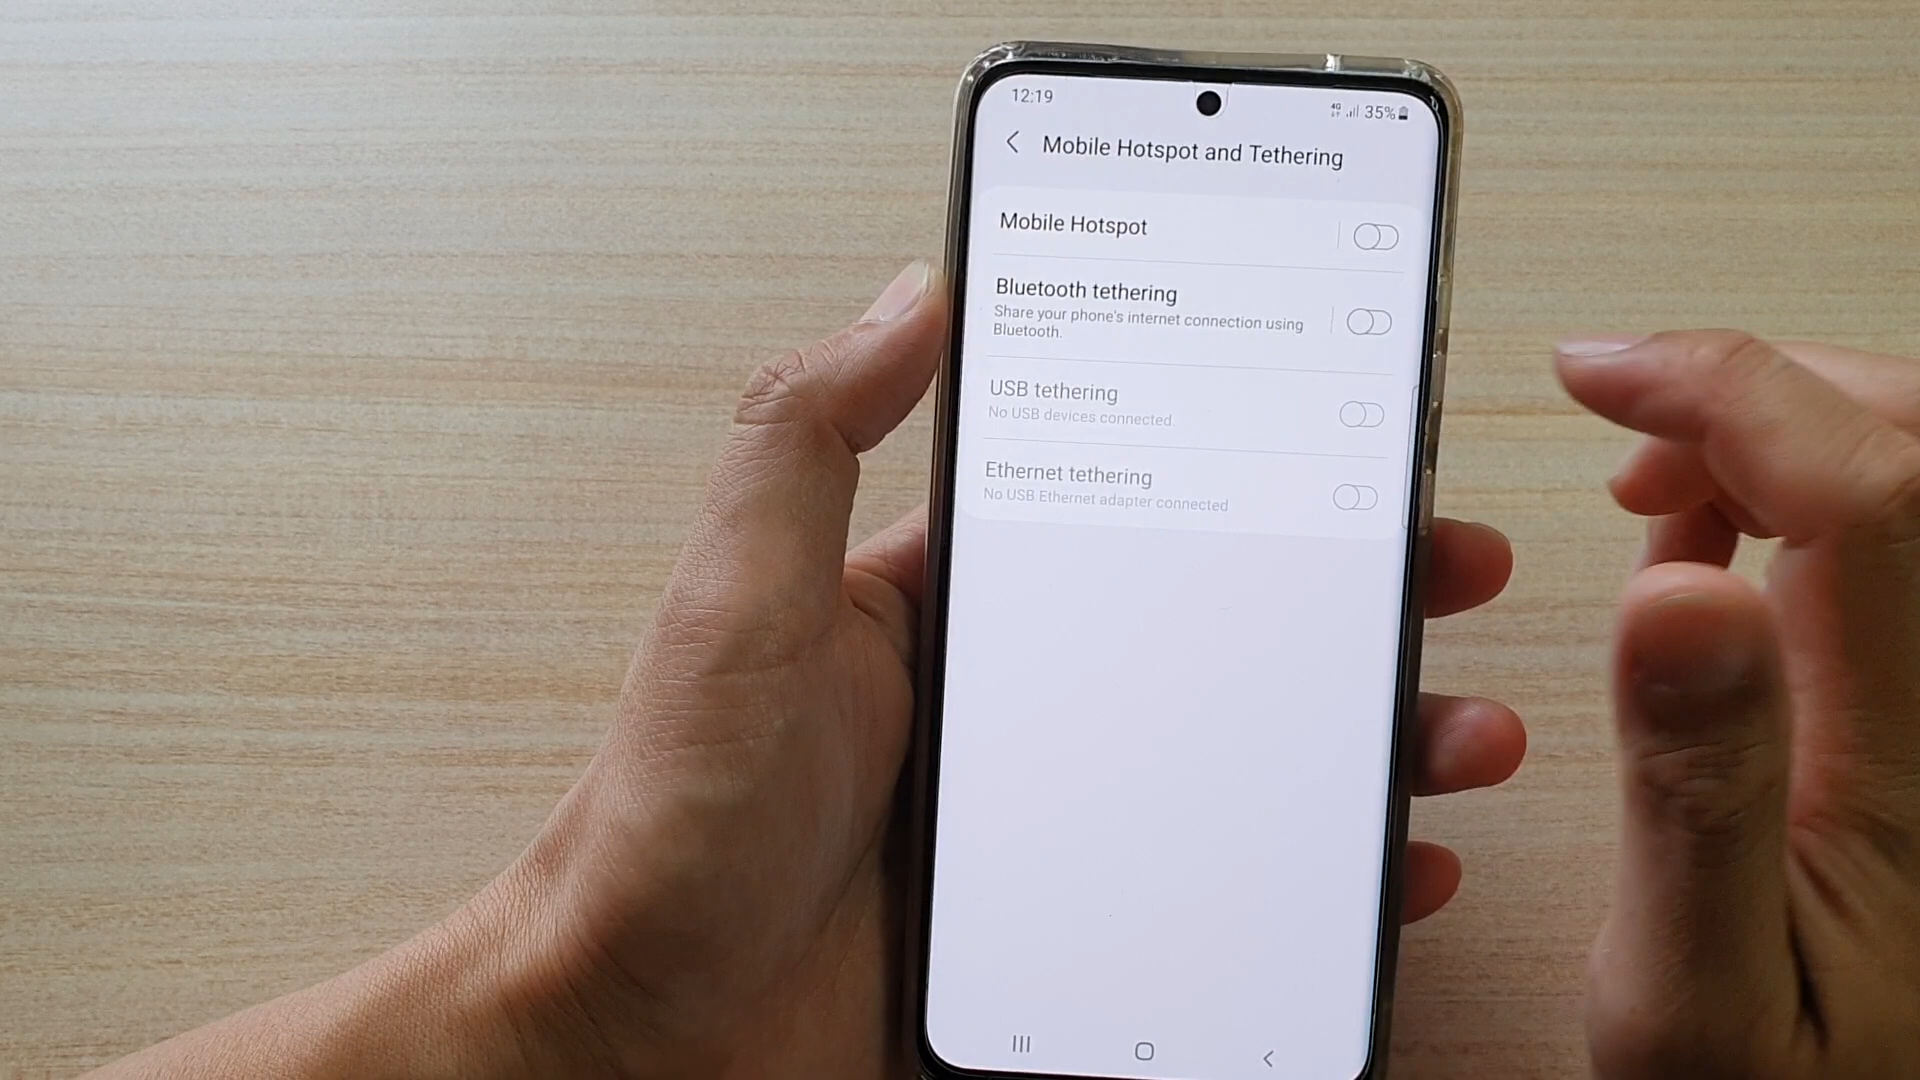 12:19
4G 35%
Mobile Hotspot and Tethering
Mobile Hotspot
Bluetooth tethering
Share your phone's internet connection using
Bluetooth.
USB tethering
No USB devices connected.
Ethernet tethering
No USB Ethernet adapter connected